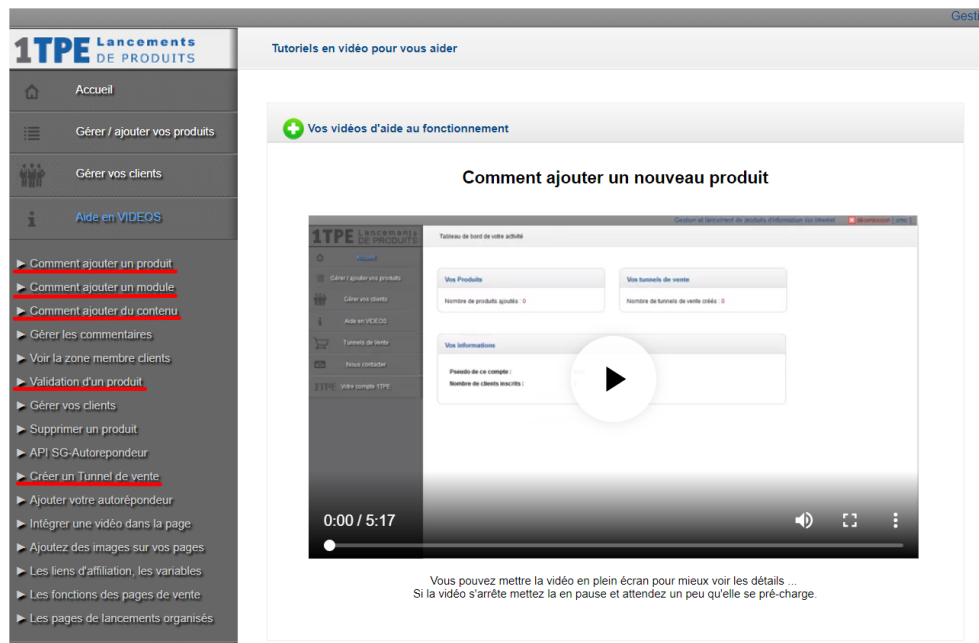 Gesti
1TPE Lancements
DE PRODUITS
Tutoriels en vidéo pour vous aider
Accueil
Gérer / ajouter vos produits
Gérer vos clients
Aide en VIDEOS
► Comment ajouter un produit
► Comment ajouter un module
► Comment ajouter du contenu
► Gérer les commentaires
► Voir la zone membre clients
► Validation d'un produit
► Gérer vos clients
► Supprimer un produit
► API SG-Autorepondeur
► Créer un Tunnel de vente
► Ajouter votre autorépondeur
► Intégrer une vidéo dans la page
► Ajoutez des images sur vos pages
► Les liens d'affiliation, les variables
► Les fonctions des pages de vente
► Les pages de lancements organisés
Vos vidéos d'aide au fonctionnement
Comment ajouter un nouveau produit
Gestion et lancement de produits d'information sur internet
1TPE Lancements
DE PRODUITS
Tableau de bord de votre activité
Accueil
Gérer / ajouter vos produits
Gérer vos clients
Aide en VIDEOS
Tunnels de vente
Nous contacter
1TPE Votre compte 1TPE
Vos Produits
Nombre de produits ajoutés : 0
Vos tunnels de vente
Nombre de tunnels de vente créés : 0
Vos informations
Pseudo de ce compte :
Nombre de clients inscrits :
0:00 / 5:17
Vous pouvez mettre la vidéo en plein écran pour mieux voir les détails ...
Si la vidéo s'arrête mettez la en pause et attendez un peu qu'elle se pré-charge.